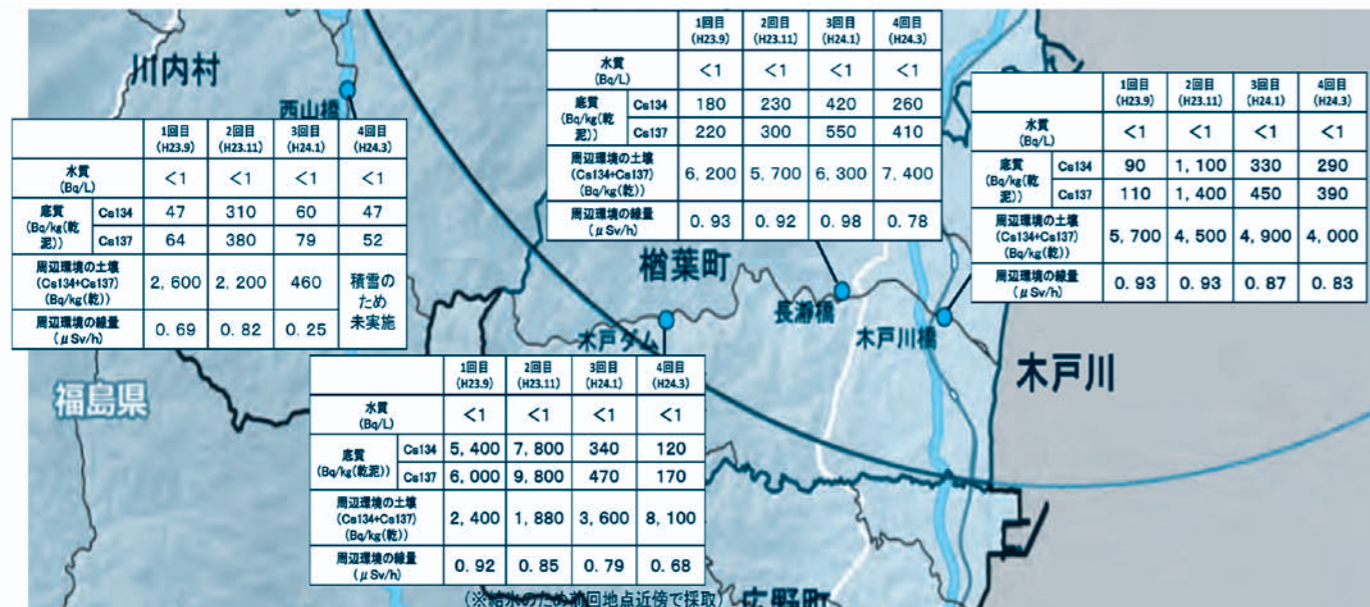 川内村
西山橋
1回目 2回目 3回目 4回目
(H23.9) (H23.11) (H24.1) (H24.3)
水質
(Bq/L) <1 <1 <1 <1
底質
(Bq/kg(乾
泥)) Cs134 47 310 60 47
Cs137 64 380 79 52
周辺環境の土壌
(Cs134+Cs137)
(Bq/kg(乾)) 2,600 2,200 460 積雪の
ため
未実施
周辺環境の線量
(μSv/h) 0.69 0.82 0.25
1回目 2回目 3回目 4回目
(H23.9) (H23.11) (H24.1) (H24.3)
水質
(Bq/L) <1 <1 <1 <1
底質
(Bq/kg(乾
泥)) Cs134 180 230 420 260
Cs137 220 300 550 410
周辺環境の土壌
(Cs134+Cs137)
(Bq/kg(乾)) 6,200 5,700 6,300 7,400
周辺環境の線量
(μSv/h) 0.93 0.92 0.98 0.78
1回目 2回目 3回目 4回目
(H23.9) (H23.11) (H24.1) (H24.3)
水質
(Bq/L) <1 <1 <1 <1
底質
(Bq/kg(乾
泥)) Cs134 90 1,100 330 290
Cs137 110 1,400 450 390
周辺環境の土壌
(Cs134+Cs137)
(Bq/kg(乾)) 5,700 4,500 4,900 4,000
周辺環境の線量
(μSv/h) 0.93 0.93 0.87 0.83
楢葉町
長瀞橋
木戸ダム
木戸川橋
木戸川
福島県
1回目 2回目 3回目 4回目
(H23.9) (H23.11) (H24.1) (H24.3)
水質
(Bq/L) <1 <1 <1 <1
底質
(Bq/kg(乾泥)) Cs134 5,400 7,800 340 120
Cs137 6,000 9,800 470 170
周辺環境の土壌
(Cs134+Cs137)
(Bq/kg(乾)) 2,400 1,880 3,600 8,100
周辺環境の線量
(μSv/h) 0.92 0.85 0.79 0.68
(※結氷のため前回地点近傍で採取)
広野町